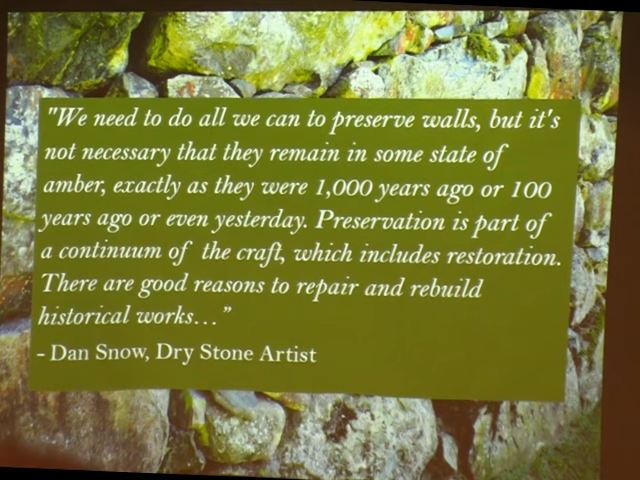 "We need to do all we can to preserve walls, but it's
not necessary that they remain in some state of
amber, exactly as they were 1,000 years ago or 100
years ago or even yesterday. Preservation is part of
a continuum of the craft, which includes restoration.
There are good reasons to repair and rebuild
historical works…"
- Dan Snow, Dry Stone Artist